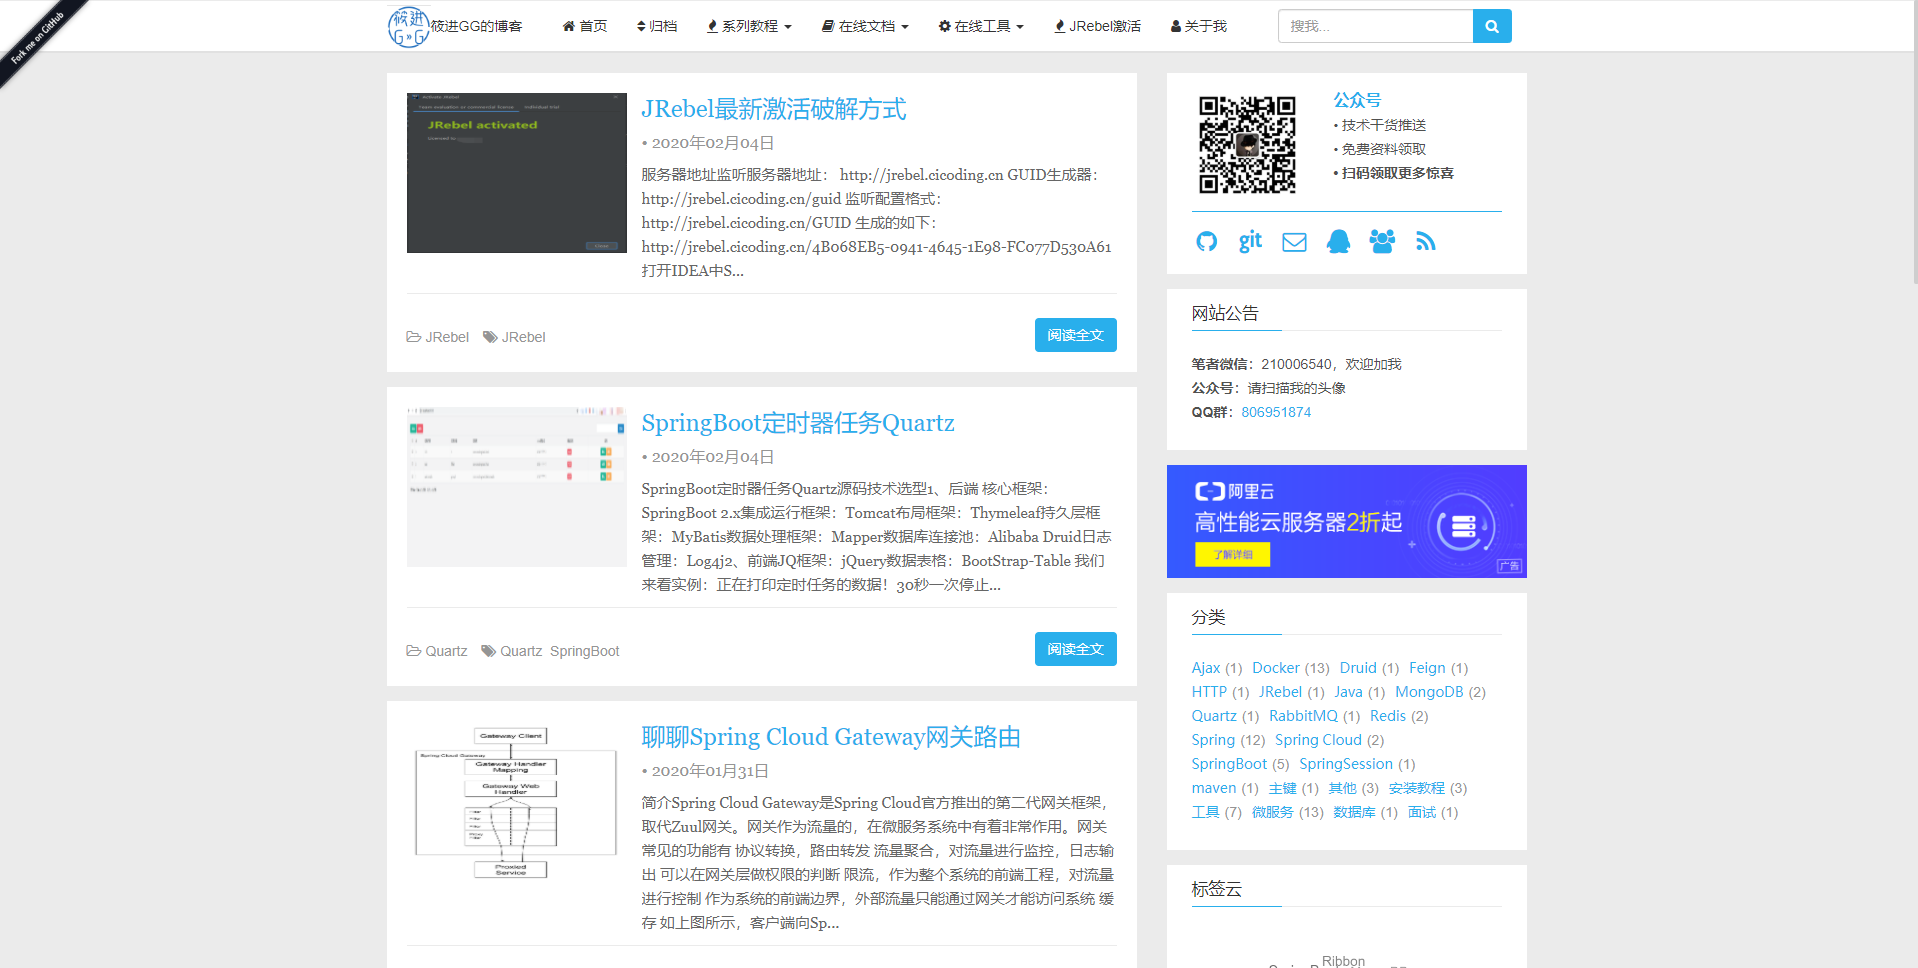 Fork me on GitHub
筱进GG的博客
首页
归档
系列教程
在线文档
在线工具
JRebel激活
关于我
搜我...
JRebel activated
JRebel最新激活破解方式
• 2020年02月04日
服务器地址监听服务器地址： http://jrebel.cicoding.cn GUID生成器：
http://jrebel.cicoding.cn/guid 监听配置格式：
http://jrebel.cicoding.cn/GUID 生成的如下：
http://jrebel.cicoding.cn/4B068EB5-0941-4645-1E98-FC077D530A61
打开IDEA中S...
JRebel JRebel
阅读全文
SpringBoot定时器任务Quartz
• 2020年02月04日
SpringBoot定时器任务Quartz源码技术选型1、后端 核心框架：
SpringBoot 2.x集成运行框架：Tomcat布局框架：Thymeleaf持久层框
架：MyBatis数据处理框架：Mapper数据库连接池：Alibaba Druid日志
管理：Log4j2、前端JQ框架：jQuery数据表格：BootStrap-Table 我们
来看实例：正在打印定时任务的数据！30秒一次停止...
Quartz Quartz SpringBoot
阅读全文
Gateway Client
Spring Cloud Gateway
Gateway Handler
Mapping
Gateway Web
Handler
Proxied
Service
聊聊Spring Cloud Gateway网关路由
• 2020年01月31日
简介Spring Cloud Gateway是Spring Cloud官方推出的第二代网关框架，
取代Zuul网关。网关作为流量的，在微服务系统中有着非常作用。网关
常见的功能有 协议转换，路由转发 流量聚合，对流量进行监控，日志输
出 可以在网关层做权限的判断 限流，作为整个系统的前端工程，对流量
进行控制 作为系统的前端边界，外部流量只能通过网关才能访问系统 缓
存 如上图所示，客户端向Sp...
公众号
• 技术干货推送
• 免费资料领取
• 扫码领取更多惊喜
git
网站公告
笔者微信：210006540，欢迎加我
公众号：请扫描我的头像
QQ群：806951874
阿里云
高性能云服务器2折起
了解详细
广告
分类
Ajax (1) Docker (13) Druid (1) Feign (1)
HTTP (1) JRebel (1) Java (1) MongoDB (2)
Quartz (1) RabbitMQ (1) Redis (2)
Spring (12) Spring Cloud (2)
SpringBoot (5) SpringSession (1)
maven (1) 主键 (1) 其他 (3) 安装教程 (3)
工具 (7) 微服务 (13) 数据库 (1) 面试 (1)
标签云
Ribbon